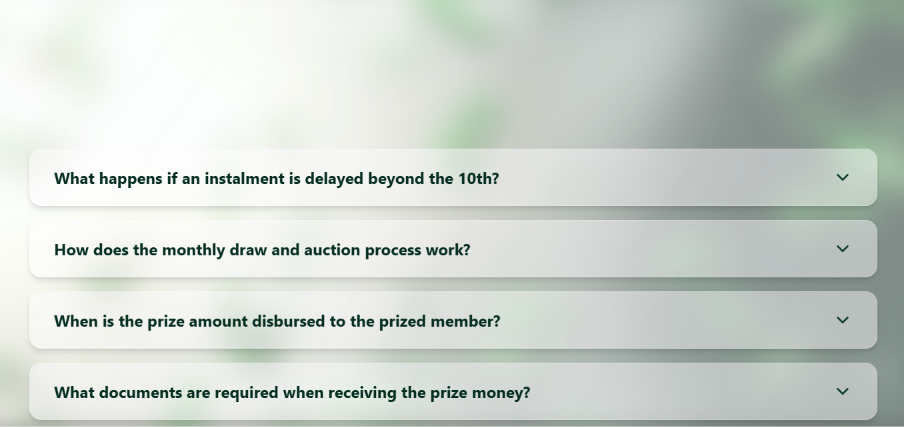 What happens if an instalment is delayed beyond the 10th?
How does the monthly draw and auction process work?
When is the prize amount disbursed to the prized member?
What documents are required when receiving the prize money?